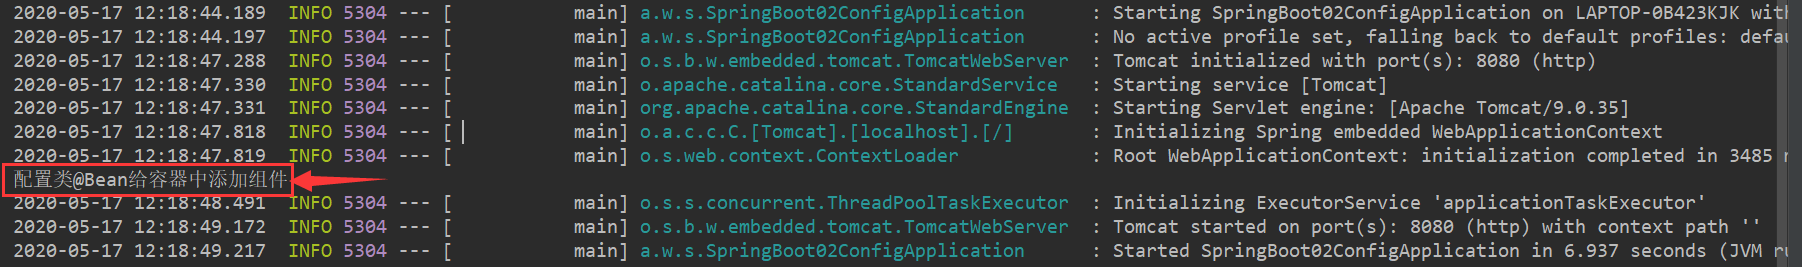 2020-05-17 12:18:44.189  INFO 5304 --- [           main] a.w.s.SpringBoot02ConfigApplication      : Starting SpringBoot02ConfigApplication on LAPTOP-0B423KJK with
2020-05-17 12:18:44.197  INFO 5304 --- [           main] a.w.s.SpringBoot02ConfigApplication      : No active profile set, falling back to default profiles: defau
2020-05-17 12:18:47.288  INFO 5304 --- [           main] o.s.b.w.embedded.tomcat.TomcatWebServer  : Tomcat initialized with port(s): 8080 (http)
2020-05-17 12:18:47.330  INFO 5304 --- [           main] o.apache.catalina.core.StandardService   : Starting service [Tomcat]
2020-05-17 12:18:47.331  INFO 5304 --- [           main] org.apache.catalina.core.StandardEngine  : Starting Servlet engine: [Apache Tomcat/9.0.35]
2020-05-17 12:18:47.818  INFO 5304 --- [           main] o.a.c.c.C.[Tomcat].[localhost].[/]       : Initializing Spring embedded WebApplicationContext
2020-05-17 12:18:47.819  INFO 5304 --- [           main] o.s.web.context.ContextLoader            : Root WebApplicationContext: initialization completed in 3485 m
配置类@Bean给容器中添加组件
2020-05-17 12:18:48.491  INFO 5304 --- [           main] o.s.s.concurrent.ThreadPoolTaskExecutor  : Initializing ExecutorService 'applicationTaskExecutor'
2020-05-17 12:18:49.172  INFO 5304 --- [           main] o.s.b.w.embedded.tomcat.TomcatWebServer  : Tomcat started on port(s): 8080 (http) with context path ''
2020-05-17 12:18:49.217  INFO 5304 --- [           main] a.w.s.SpringBoot02ConfigApplication      : Started SpringBoot02ConfigApplication in 6.937 seconds (JVM ru